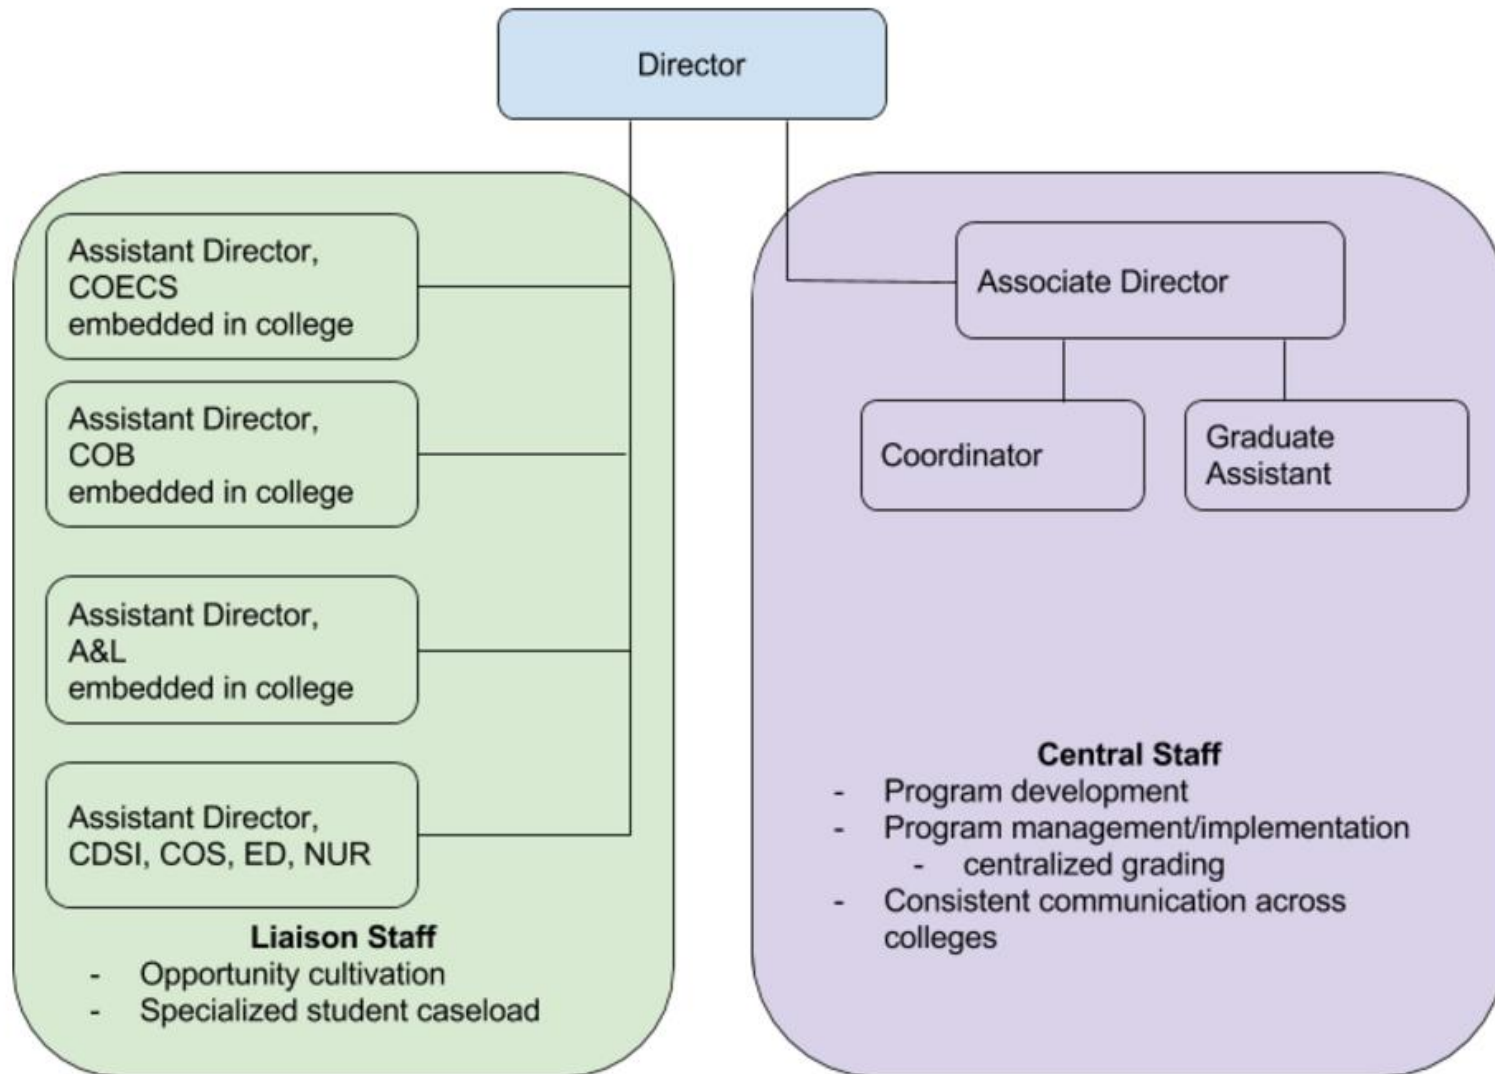 Director
Assistant Director,
COECS
embedded in college
Assistant Director,
COB
embedded in college
Assistant Director,
A&L
embedded in college
Assistant Director,
CDSI, COS, ED, NUR
Liaison Staff
- Opportunity cultivation
- Specialized student caseload
Associate Director
Coordinator
Graduate
Assistant
Central Staff
- Program development
- Program management/implementation
- centralized grading
- Consistent communication across
colleges